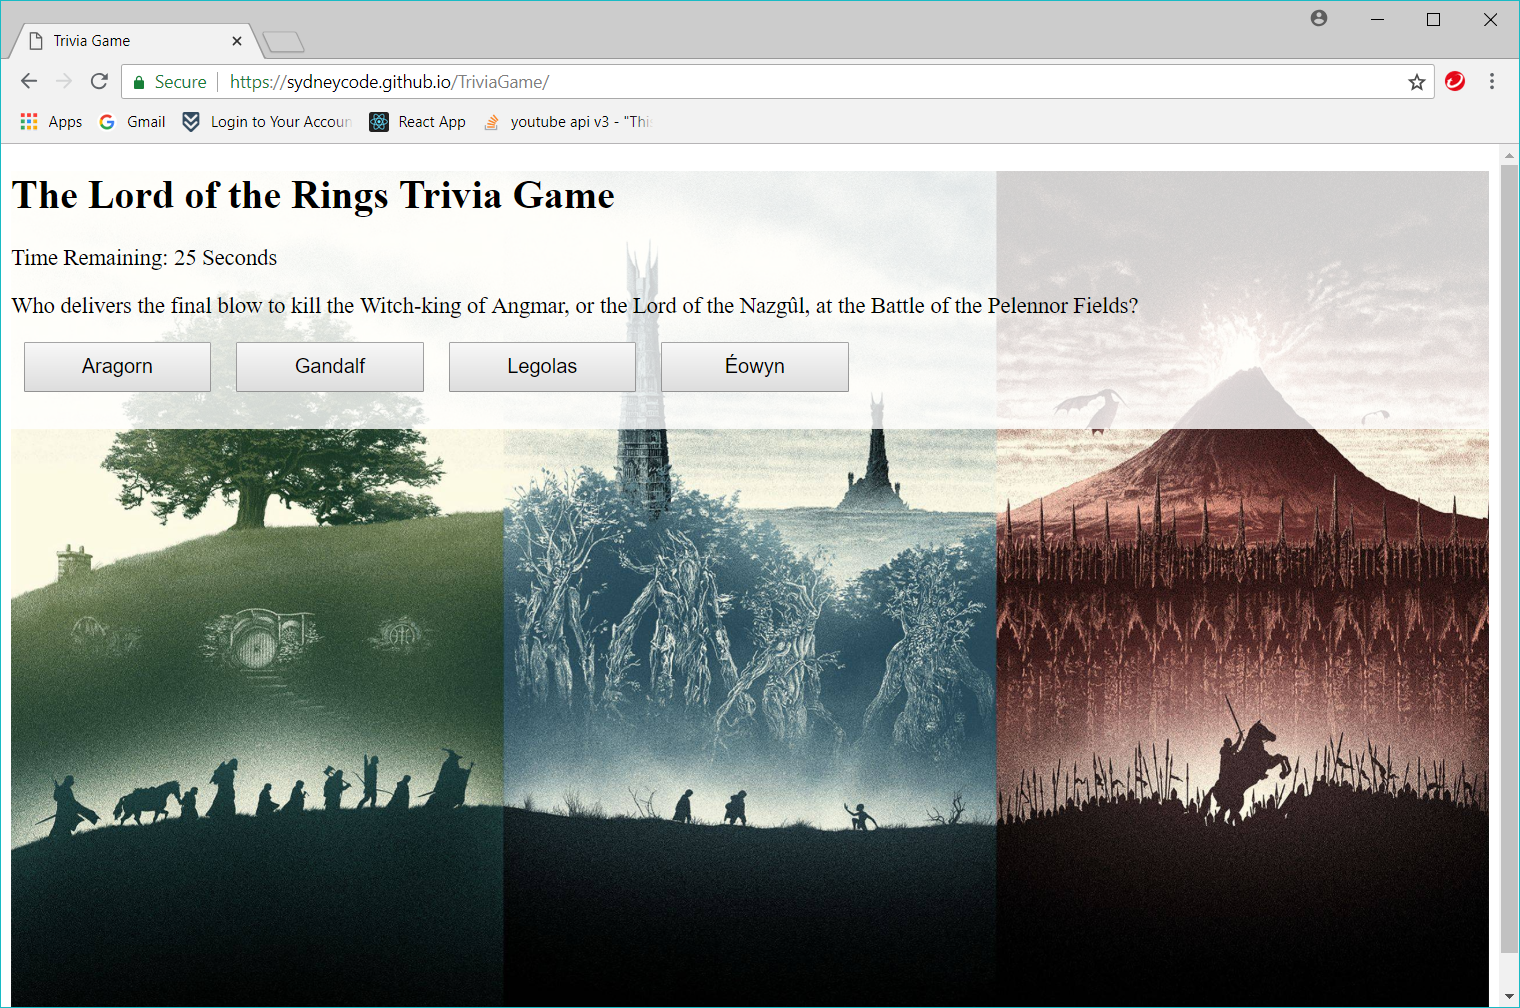 Trivia Game
Secure https://sydneycode.github.io/TriviaGame/
Apps Gmail Login to Your Accoun React App youtube api v3 - "This
The Lord of the Rings Trivia Game
Time Remaining: 25 Seconds
Who delivers the final blow to kill the Witch-king of Angmar, or the Lord of the Nazgûl, at the Battle of the Pelennor Fields?
Aragorn Gandalf Legolas Éowyn